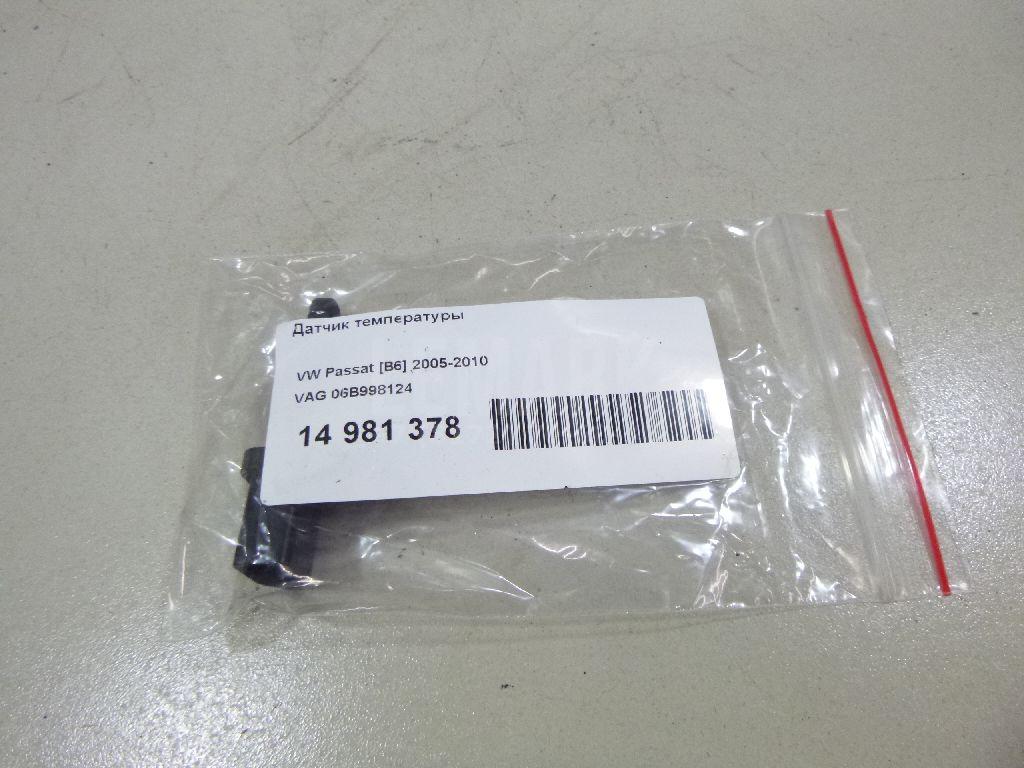 Датчик температуры
VW Passat [B6] 2005-2010
VAG 06B998124
14 981 378